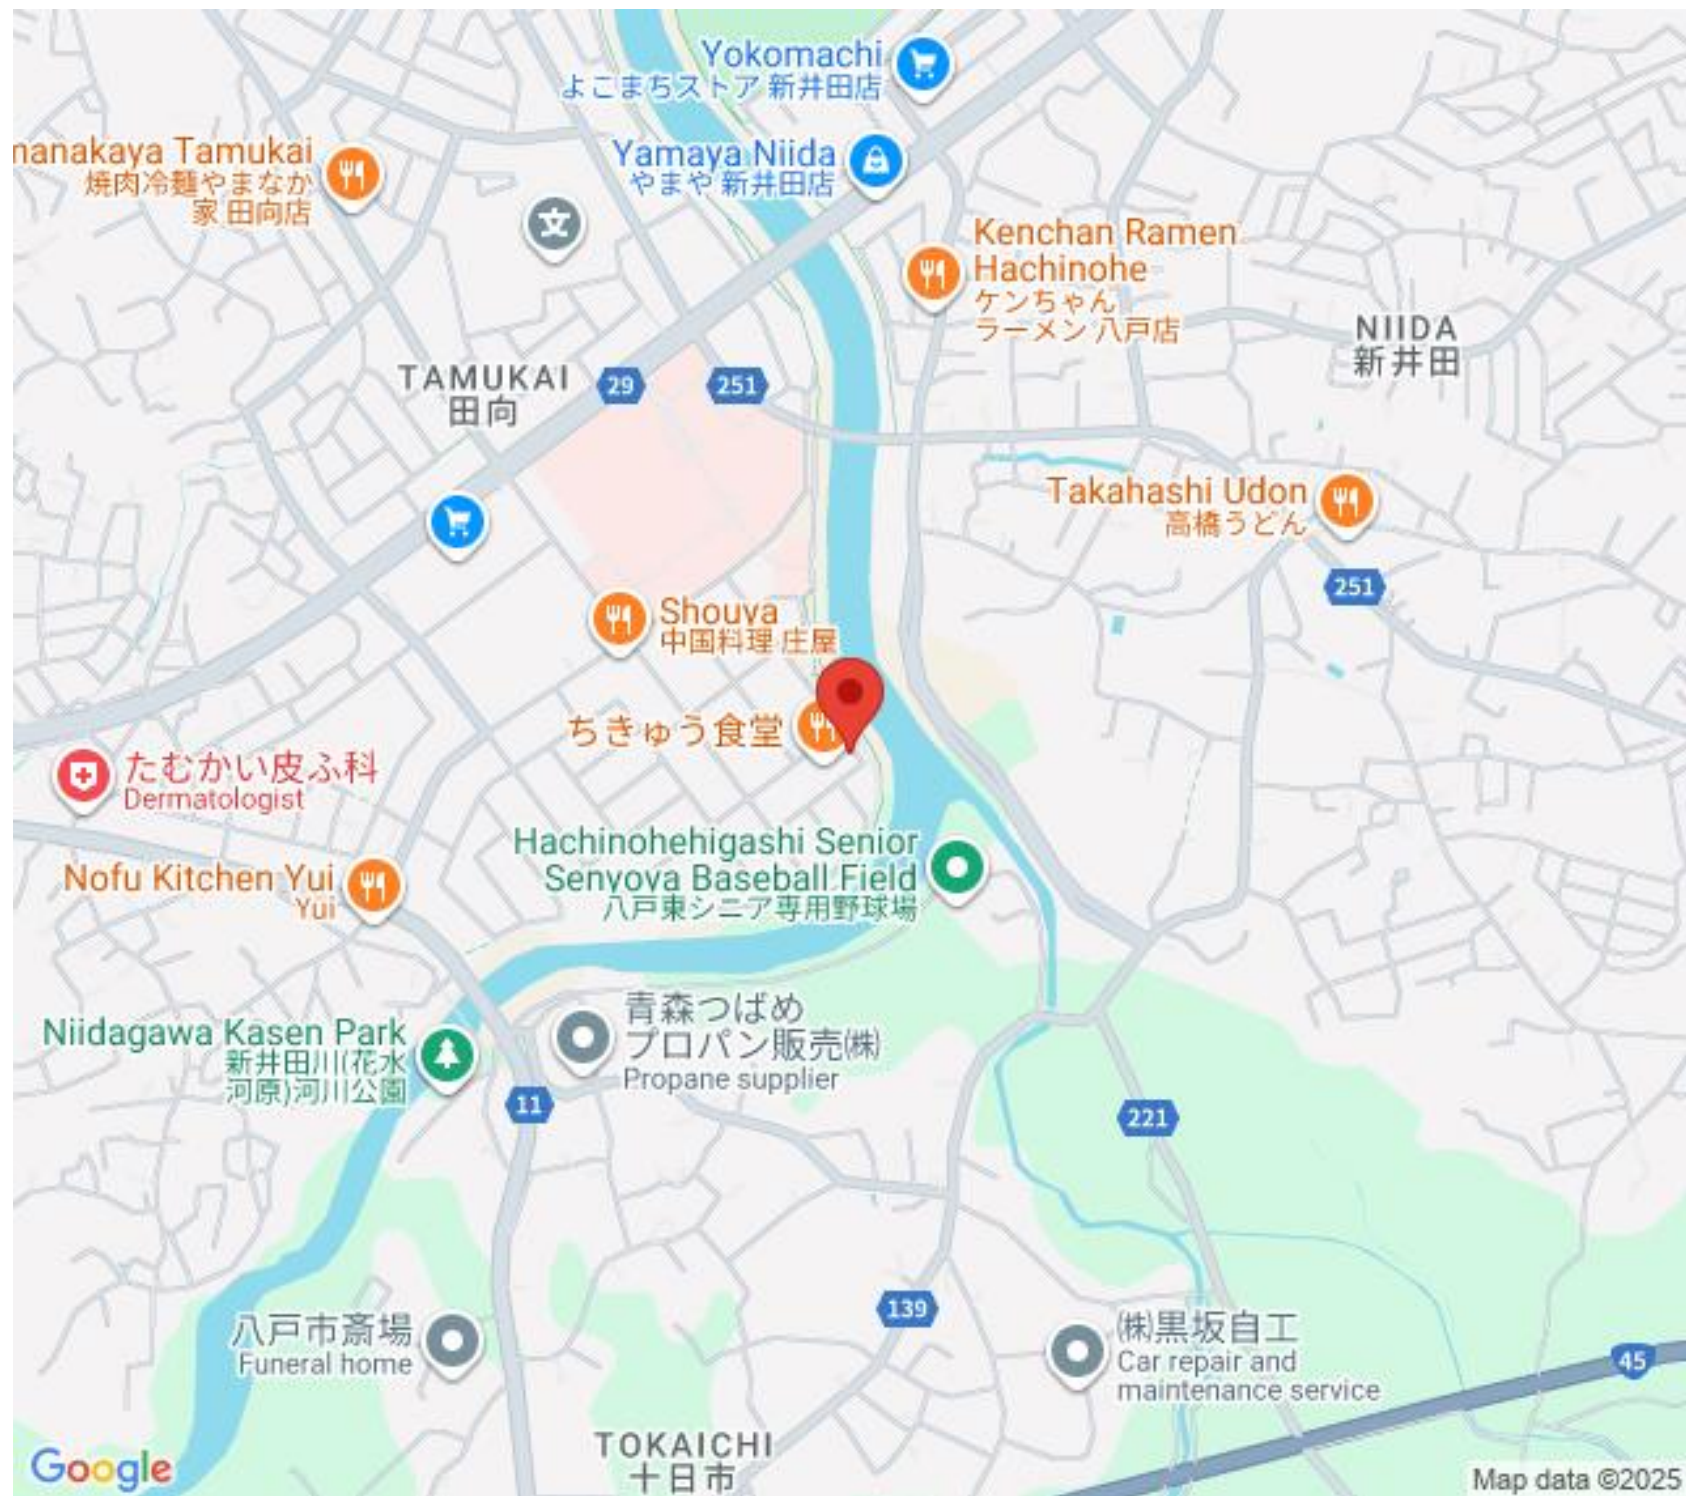 Yokomachi
よこまちストア 新井田店
manakaya Tamukai
焼肉冷麺やまなか
家 田向店
Yamaya Niida
やまや 新井田店
文
Kenchan Ramen
Hachinohe
ケンちゃん
ラーメン 八戸店
NIIDA
新井田
TAMUKAI
田向
29
251
Takahashi Udon
高橋うどん
251
Shouya
中国料理 庄屋
ちきゅう食堂
たむかい皮ふ科
Dermatologist
Hachinohehigashi Senior
Senyova Baseball Field
八戸東シニア専用野球場
Nofu Kitchen Yui
Yui
青森つばめ
プロパン販売㈱
Propane supplier
Niidagawa Kasen Park
新井田川(花水
河原)河川公園
11
221
139
八戸市斎場
Funeral home
㈱黒坂自工
Car repair and
maintenance service
45
TOKAICHI
十日市
Google
Map data ©2025